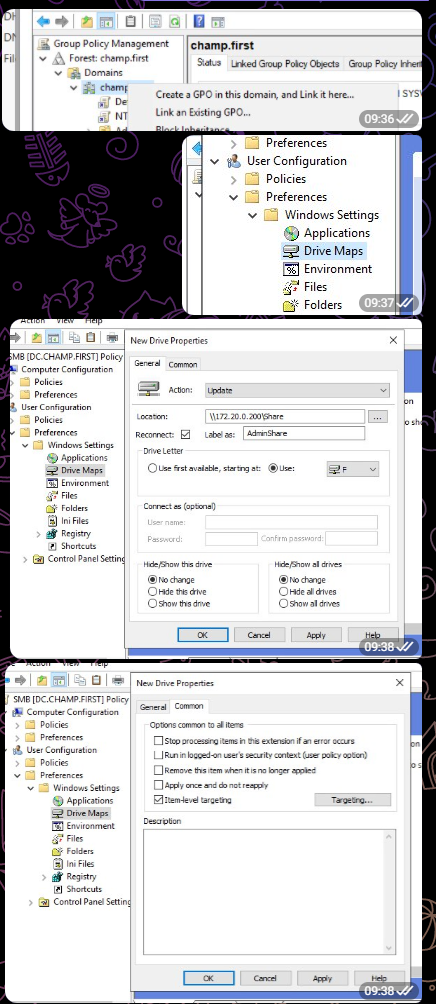 Group Policy Management
Forest: champ.first
Domains
champ
De
NT
champ.first
Status Linked Group Policy Objects Group Policy Inheri
Create a GPO in this domain, and Link it here...
Link an Existing GPO...
Block Inheritance
SYSV
09:36
Preferences
User Configuration
Policies
Preferences
Windows Settings
Applications
Drive Maps
Environment
Files
Folders
09:37
Action View Help
SMB [DC.CHAMP.FIRST] Policy
Computer Configuration
Policies
Preferences
User Configuration
Policies
Preferences
Windows Settings
Applications
Drive Maps
Environment
Files
Folders
Ini Files
Registry
Shortcuts
Control Panel Setting
New Drive Properties
General Common
Action: Update
Location: \\172.20.0.200\Share ...
Reconnect: Label as: AdminShare
Drive Letter
Use first available, starting at: Use: F
Connect as (optional)
User name:
Password: Confirm password:
Hide/Show this drive
No change
Hide this drive
Show this drive
Hide/Show all drives
No change
Hide all drives
Show all drives
OK Cancel Apply Help
09:38
Action View Help
SMB [DC.CHAMP.FIRST] Policy
Computer Configuration
Policies
Preferences
User Configuration
Policies
Preferences
Windows Settings
Applications
Drive Maps
Environment
Files
Folders
Ini Files
Registry
Shortcuts
Control Panel Setting
New Drive Properties
General Common
Options common to all items
Stop processing items in this extension if an error occurs
Run in logged-on user's security context (user policy option)
Remove this item when it is no longer applied
Apply once and do not reapply
Item-level targeting Targeting...
Description
OK Cancel Apply Help
09:38